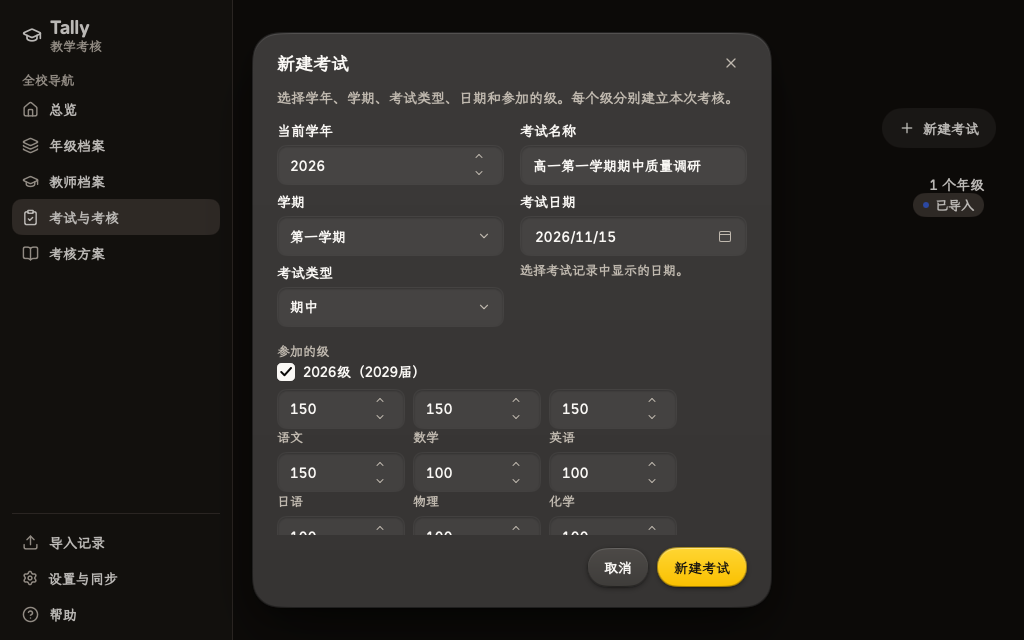 Tally
教学考核
全校导航
总览
年级档案
教师档案
考试与考核
考核方案
导入记录
设置与同步
帮助
新建考试
1 个年级
已导入
新建考试
选择学年、学期、考试类型、日期和参加的级。每个级分别建立本次考核。
当前学年
考试名称
2026
高一第一学期期中质量调研
学期
考试日期
第一学期
2026/11/15
选择考试记录中显示的日期。
考试类型
期中
参加的级
2026级（2029届）
150 150 150
语文 数学 英语
150 100 100
日语 物理 化学
100 100 100
取消
新建考试